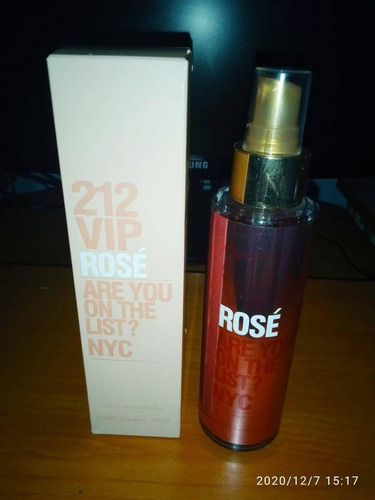 212
VIP
ROSÉ
ARE YOU
ON THE
LIST?
NYC
ROSÉ
ARE YOU
ON THE
LIST?
NYC
2020/12/7 15:17